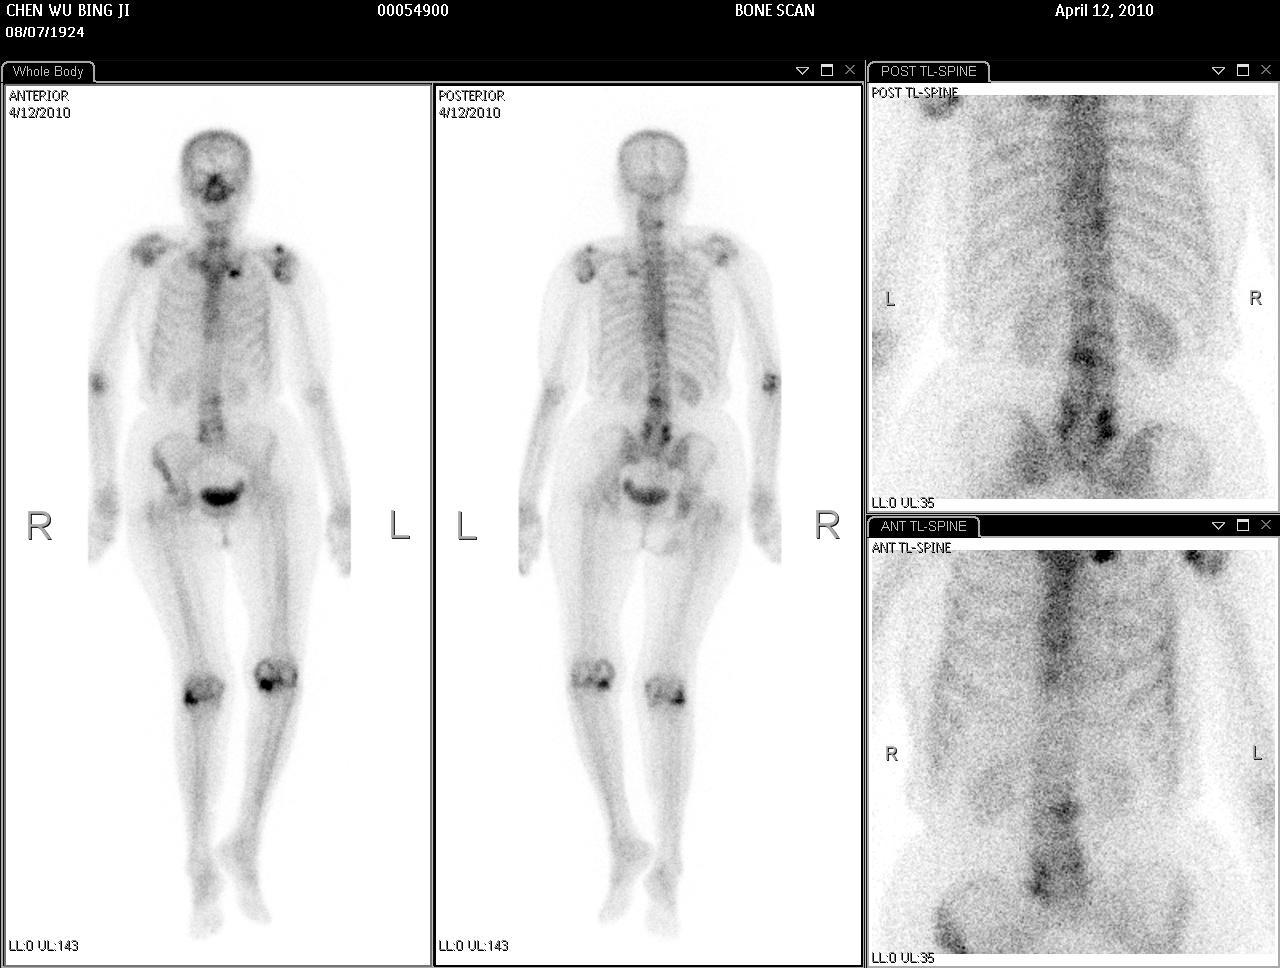 CHEN WU BING JI 00054900 BONE SCAN April 12, 2010
08/07/1924
Whole Body
ANTERIOR
4/12/2010
R
L
LL:0 UL:143
POSTERIOR
4/12/2010
L
R
LL:0 UL:143
POST TL-SPINE
POST TL-SPINE
L
R
LL:0 UL:35
ANT TL-SPINE
ANT TL-SPINE
R
L
LL:0 UL:35